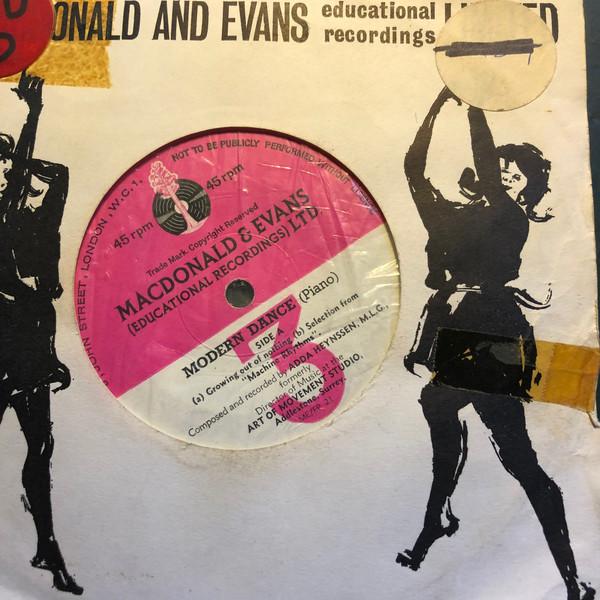 ONALD AND EVANS educational
recordings
NOT TO BE PUBLICLY PERFORMED WITHOUT
STREET, LONDON, W.C.1.
45 rpm
45 rpm
Trade Mark. Copyright Reserved
MACDONALD & EVANS
(EDUCATIONAL RECORDINGS) LTD
MODERN DANCE (Piano)
SIDE A
(a) Growing out of nothing (b) Selection from
"Machine Rhythms".
Composed and recorded by ADDA HEYNSSEN, M.L.G.,
formerly
Director of Music at the
ART OF MOVEMENT STUDIO,
Addlestone, Surrey.
3